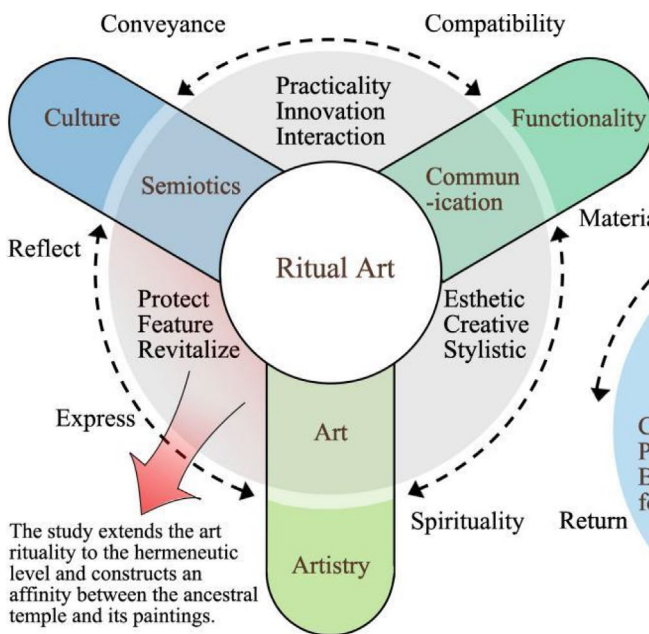 Conveyance
Compatibility
Culture
Practicality
Innovation
Interaction
Functionality
Semiotics
Commun
-ication
Reflect
Ritual Art
Protect
Feature
Revitalize
Esthetic
Creative
Stylistic
Express
Art
Spirituality
Return
Artistry
The study extends the art
rituality to the hermeneutic
level and constructs an
affinity between the ancestral
temple and its paintings.